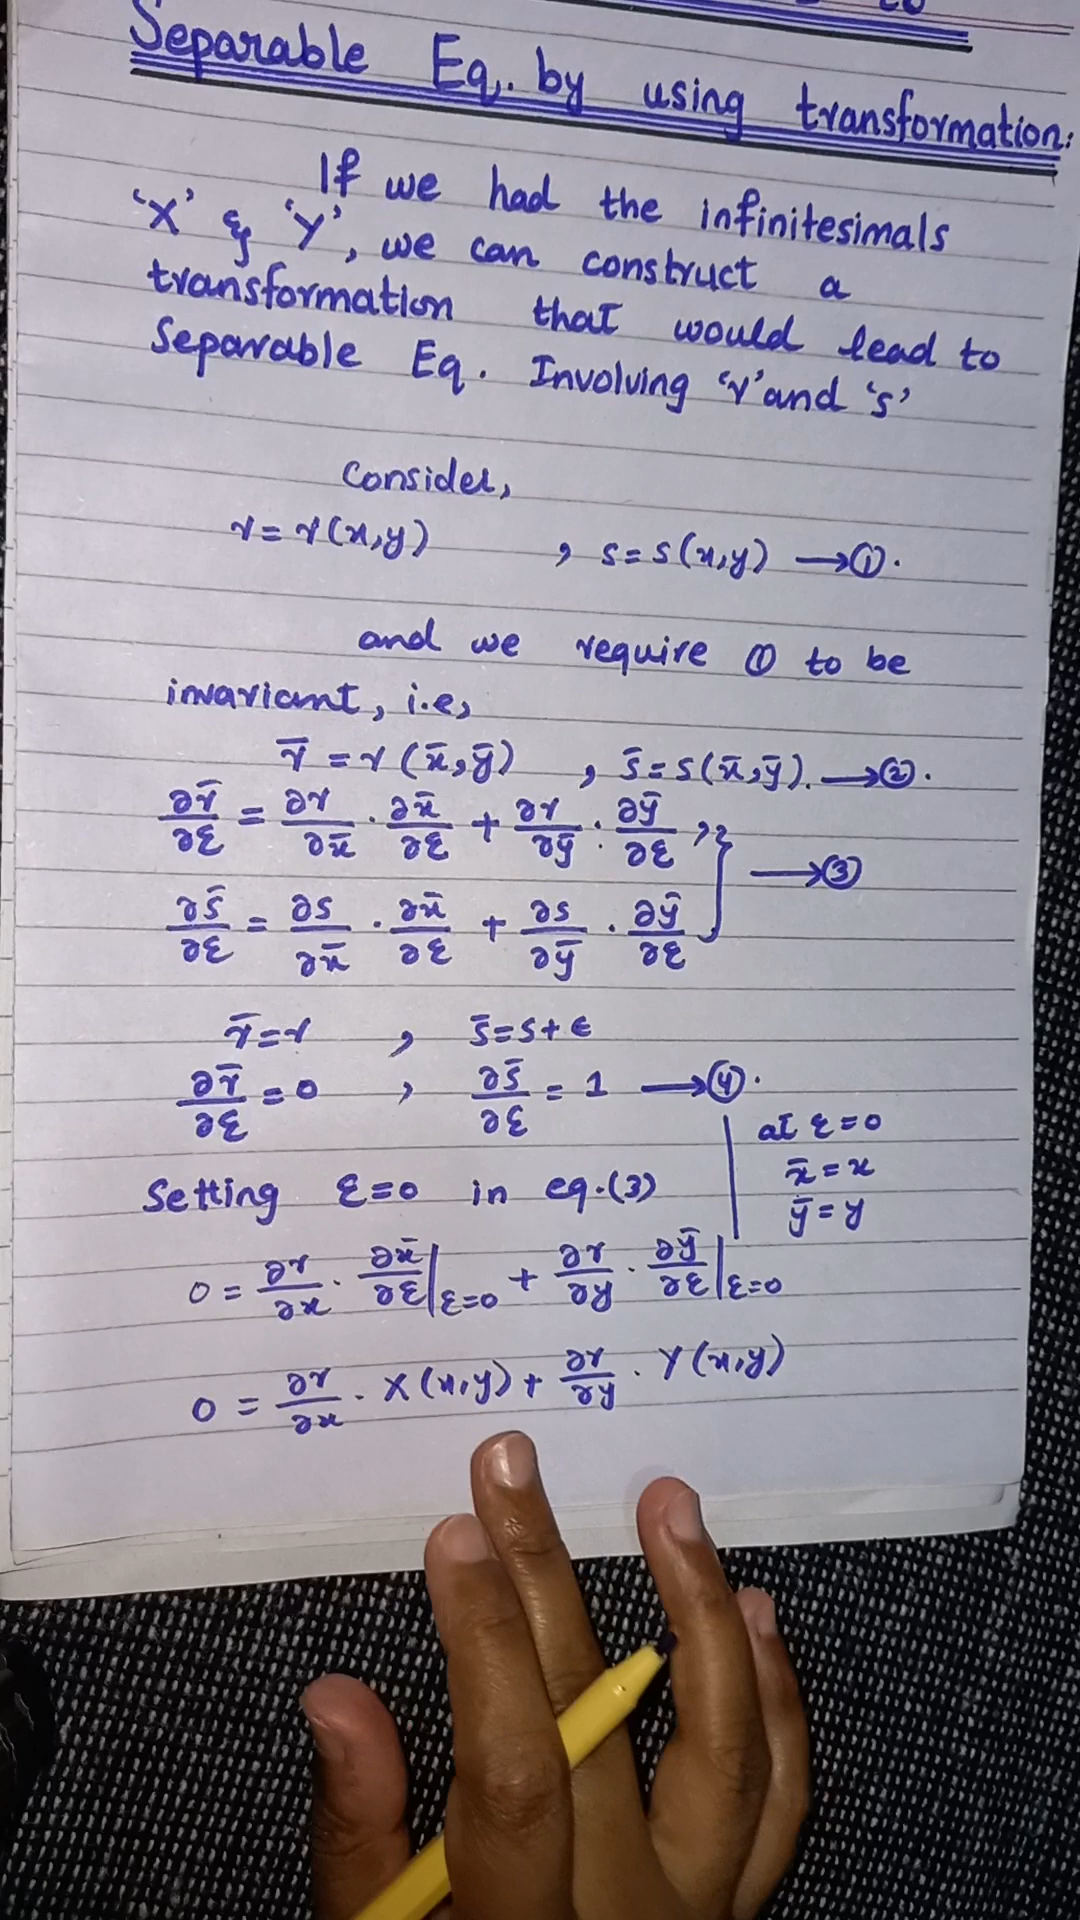 Separable Eq. by using transformation:
If we had the infinitesimals
'X' & 'Y', we can construct a
transformation that would lead to
Separable Eq. Involving 'r' and 's'
Consider,
r = r(x,y) , s = s(x,y) → ①.
and we require ① to be
invariant, i.e,
r̄ = r(x̄,ȳ) , s̄ = s(x̄,ȳ). → ②.
∂r̄/∂ε = ∂r/∂x̄ · ∂x̄/∂ε + ∂r/∂ȳ · ∂ȳ/∂ε , } → ③
∂s̄/∂ε = ∂s/∂x̄ · ∂x̄/∂ε + ∂s/∂ȳ · ∂ȳ/∂ε
r̄ = r , s̄ = s + ε
∂r̄/∂ε = 0 , ∂s̄/∂ε = 1 → ④.
at ε = 0
x̄ = x
ȳ = y
Setting ε = 0 in eq.(3)
0 = ∂r/∂x · ∂x̄/∂ε |ε=0 + ∂r/∂y · ∂ȳ/∂ε |ε=0
0 = ∂r/∂x · X(x,y) + ∂r/∂y · Y(x,y)